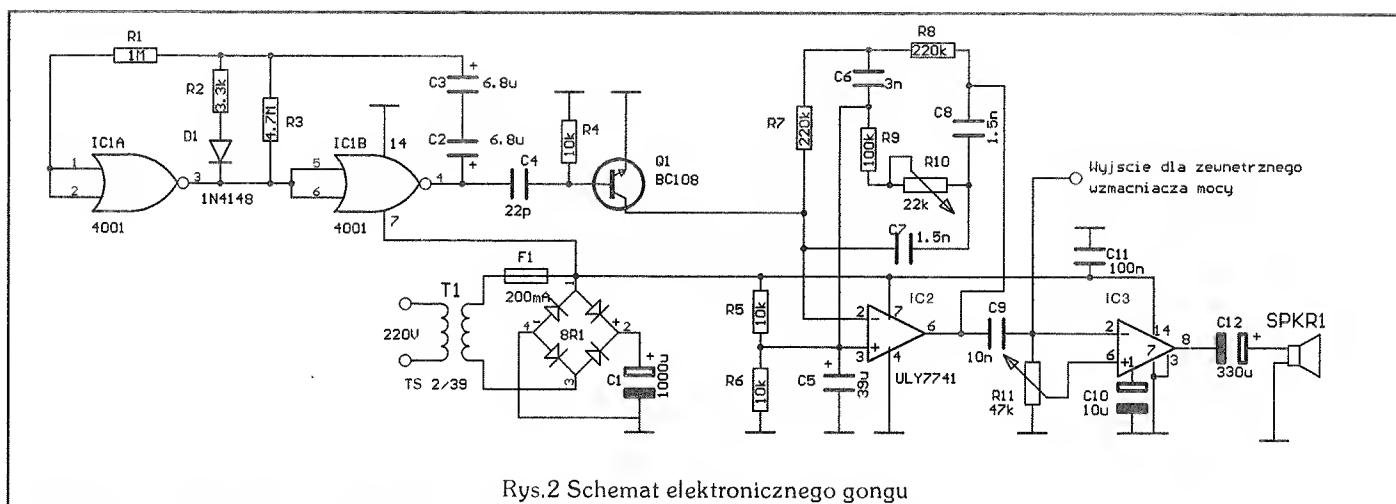 R1
1M
R2
3.3k
D1
1N4148
R3
4.7M
IC1A
1
2
3
4001
IC1B
14
5
6
4
7
4001
C3
+
6.8u
C2
6.8u
+
C4
22p
R4
10k
Q1
BC108
R7
220k
R8
220k
C6
3n
R9
100k
R10
22k
C8
1.5n
C7
1.5n
Wyjscie dla zewnetrznego
wzmacniacza mocy
F1
200mA
T1
220V
TS 2/39
1
- +
4 2
8R1
3
C1
+
1000u
R5
10k
R6
10k
C5
+
39u
IC2
2 -
3 +
7
6
4
ULY7741
C9
10n
R11
47k
C11
100n
IC3
2 -
6 +
1
14
7
8
3
C10
10u
C12
+
330u
SPKR1
Rys.2 Schemat elektronicznego gongu